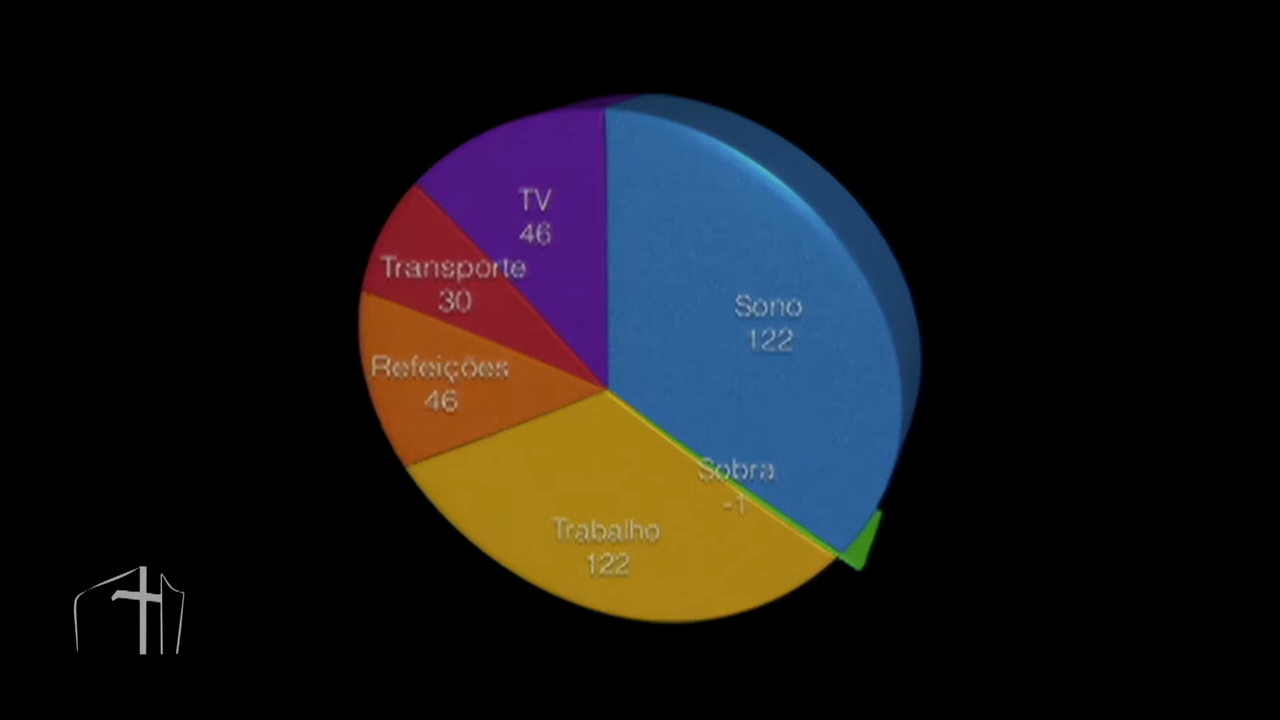 TV
46
Transporte
30
Sono
122
Refeições
46
Sobra
-1
Trabalho
122